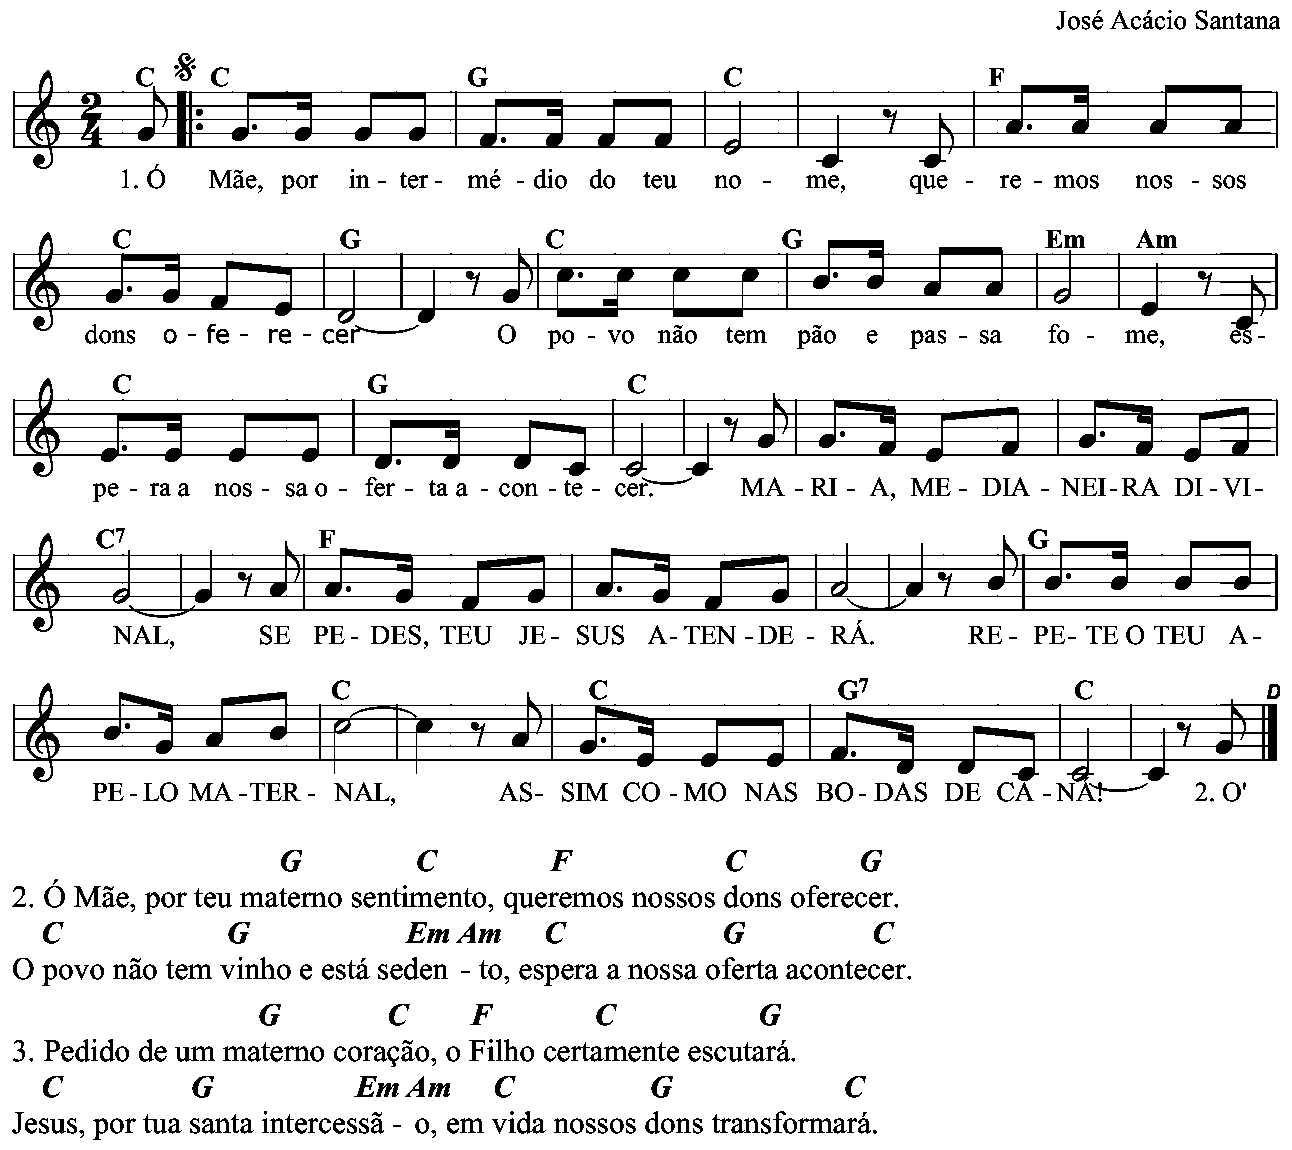 José Acácio Santana
C C G C F
2 4
1. Ó Mãe, por in - ter - mé - dio do teu no - me, que - re - mos nos - sos
C G C G Em Am
dons o - fe - re - cer O po - vo não tem pão e pas - sa fo - me, es-
C G C
pe - ra a nos - sa o - fer - ta a - con - te - cer. MA - RI - A, ME - DIA - NEI - RA DI - VI -
C7 F G
NAL, SE PE - DES, TEU JE - SUS A - TEN - DE - RÁ. RE - PE - TE O TEU A -
C C G7 C D
PE - LO MA - TER - NAL, AS- SIM CO - MO NAS BO - DAS DE CA - NÁ! 2. O'
G C F C G
2. Ó Mãe, por teu materno sentimento, queremos nossos dons oferecer.
C G Em Am C G C
O povo não tem vinho e está seden - to, espera a nossa oferta acontecer.
G C F C G
3. Pedido de um materno coração, o Filho certamente escutará.
C G Em Am C G C
Jesus, por tua santa intercessã - o, em vida nossos dons transformará.